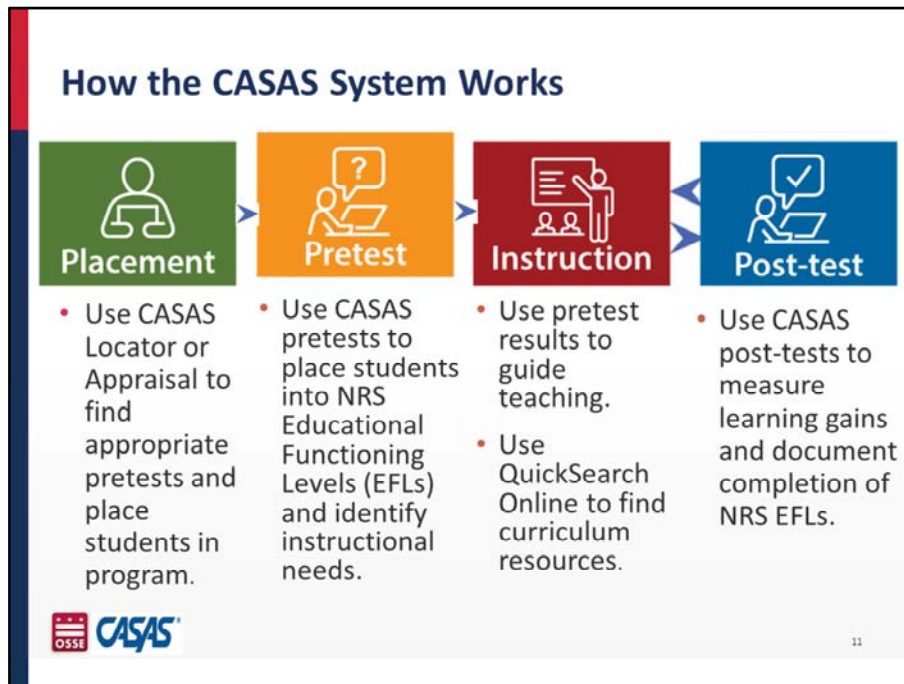 How the CASAS System Works
?
Placement
Pretest
Instruction
Post-test
• Use CASAS
Locator or
Appraisal to
find
appropriate
pretests and
place
students in
program.
• Use CASAS
pretests to
place students
into NRS
Educational
Functioning
Levels (EFLs)
and identify
instructional
needs.
• Use pretest
results to
guide
teaching.
• Use
QuickSearch
Online to find
curriculum
resources.
• Use CASAS
post-tests to
measure
learning gains
and document
completion of
NRS EFLs.
OSSE
CASAS®
11